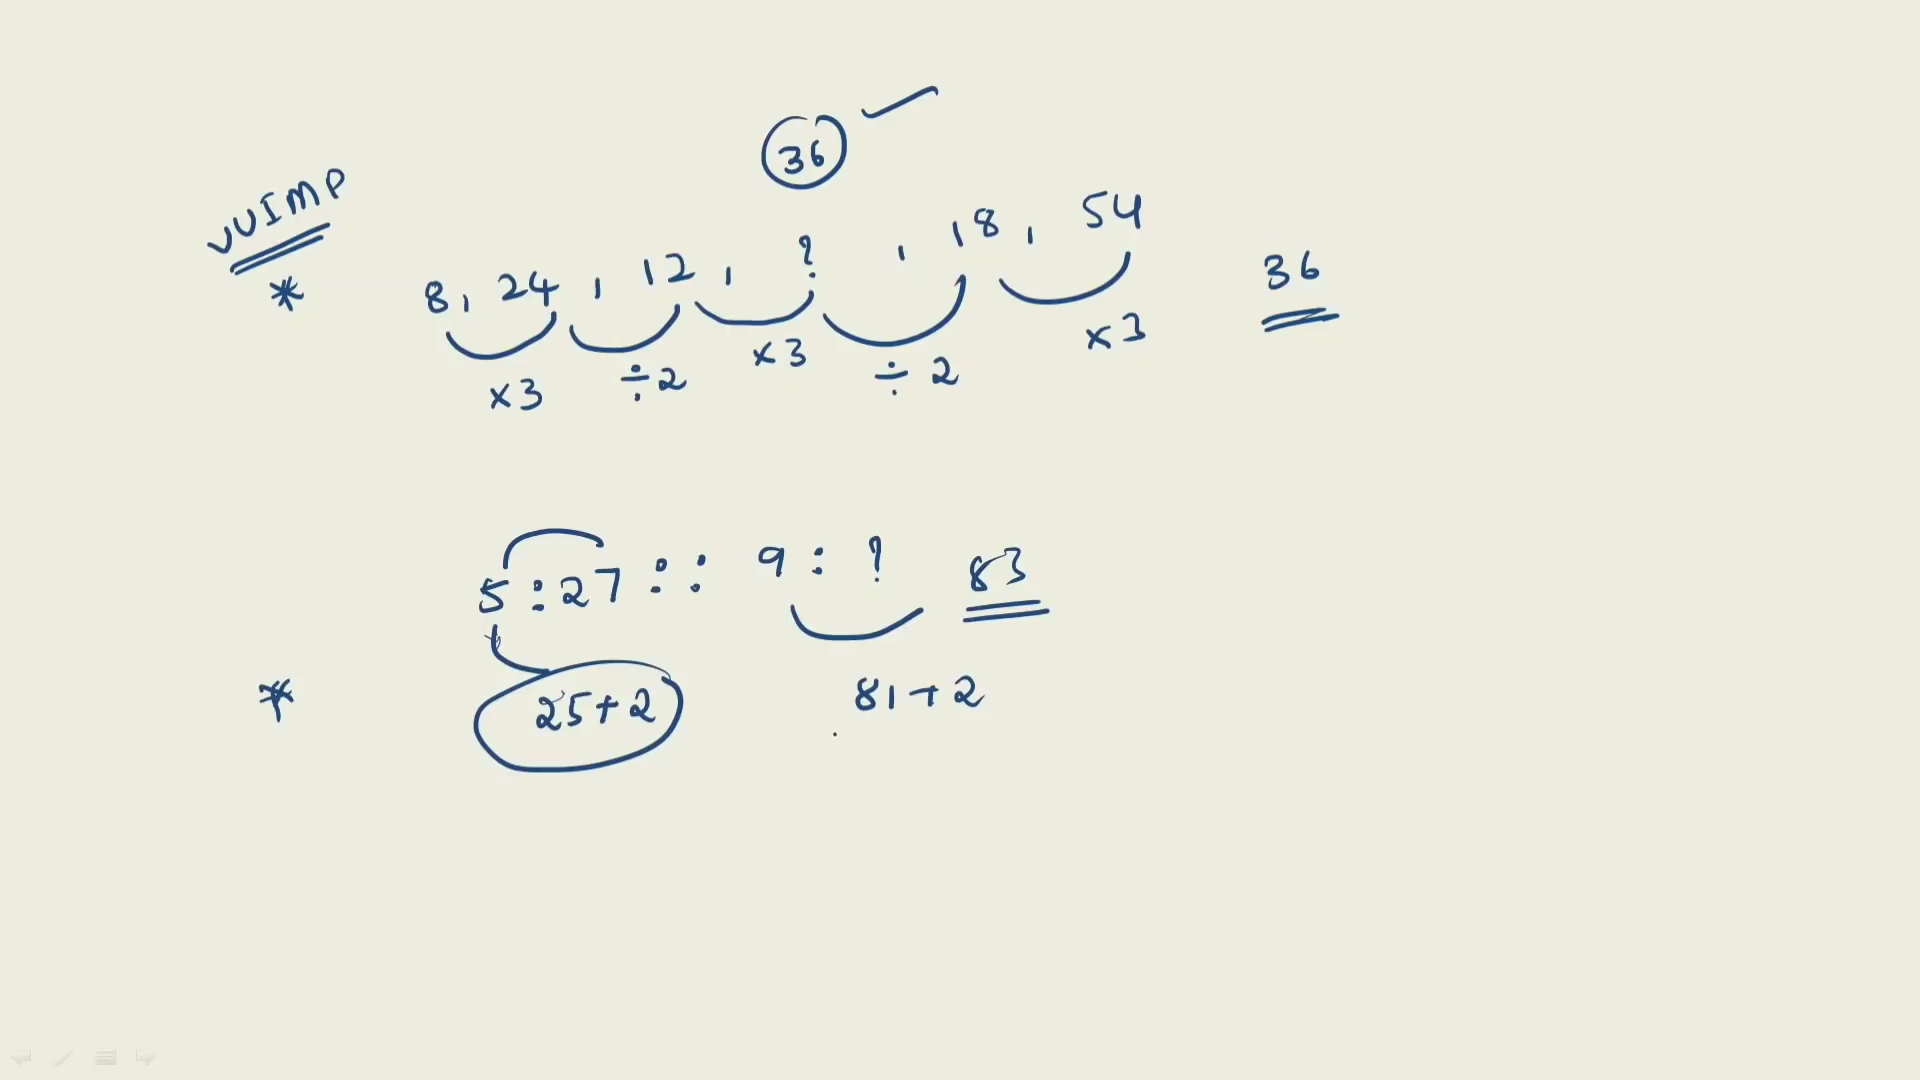 36
VVIMP
* 8, 24, 12, ?, 18, 54 36
×3 ÷2 ×3 ÷2 ×3
5 : 27 :: 9 : ? 83
* 25+2 81+2